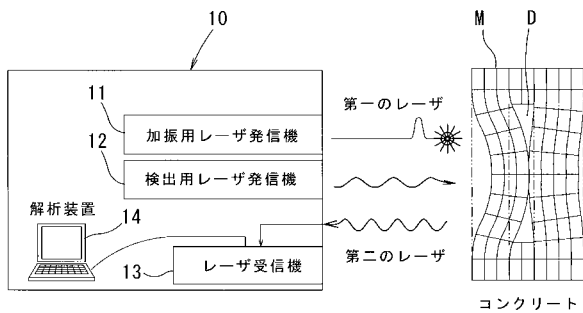 10
M
D
11
加振用レーザ発信機
12
検出用レーザ発信機
第一のレーザ
解析装置
14
13
レーザ受信機
第二のレーザ
コンクリート